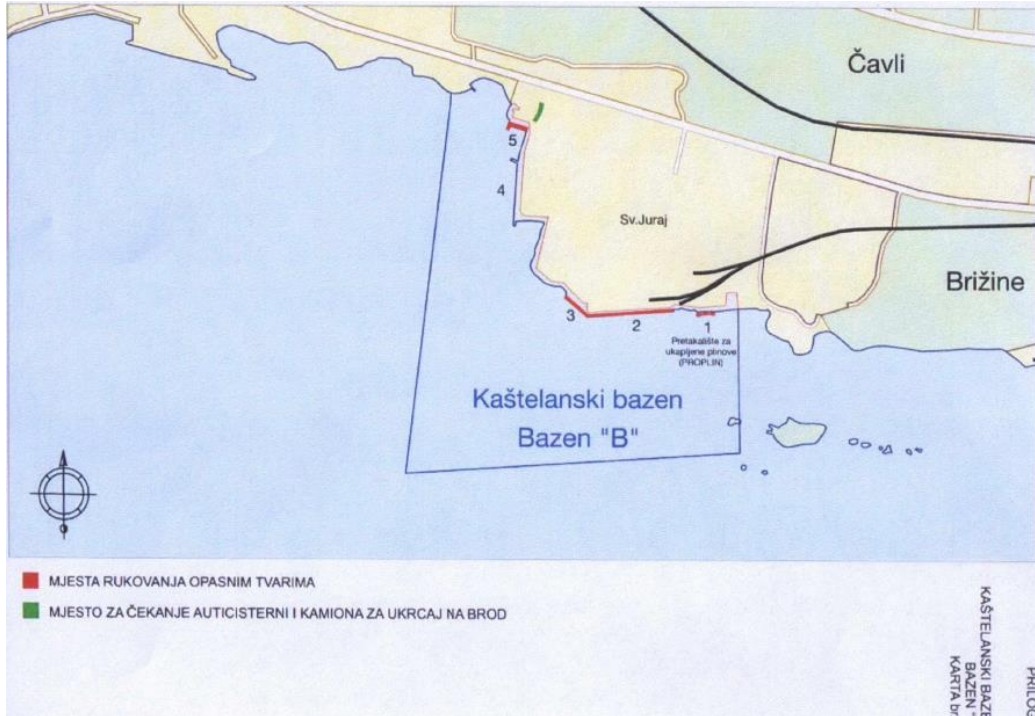 Čavli
5
4
Sv.Juraj
Brižine
3
2
1
Pretakalište za
ukapljene plinove
(PROPLIN)
Kaštelanski bazen
Bazen "B"
MJESTA RUKOVANJA OPASNIM TVARIMA
MJESTO ZA ČEKANJE AUTICISTERNI I KAMIONA ZA UKRCAJ NA BROD
KAŠTELANSKI BAZE
BAZEN "
KARTA br